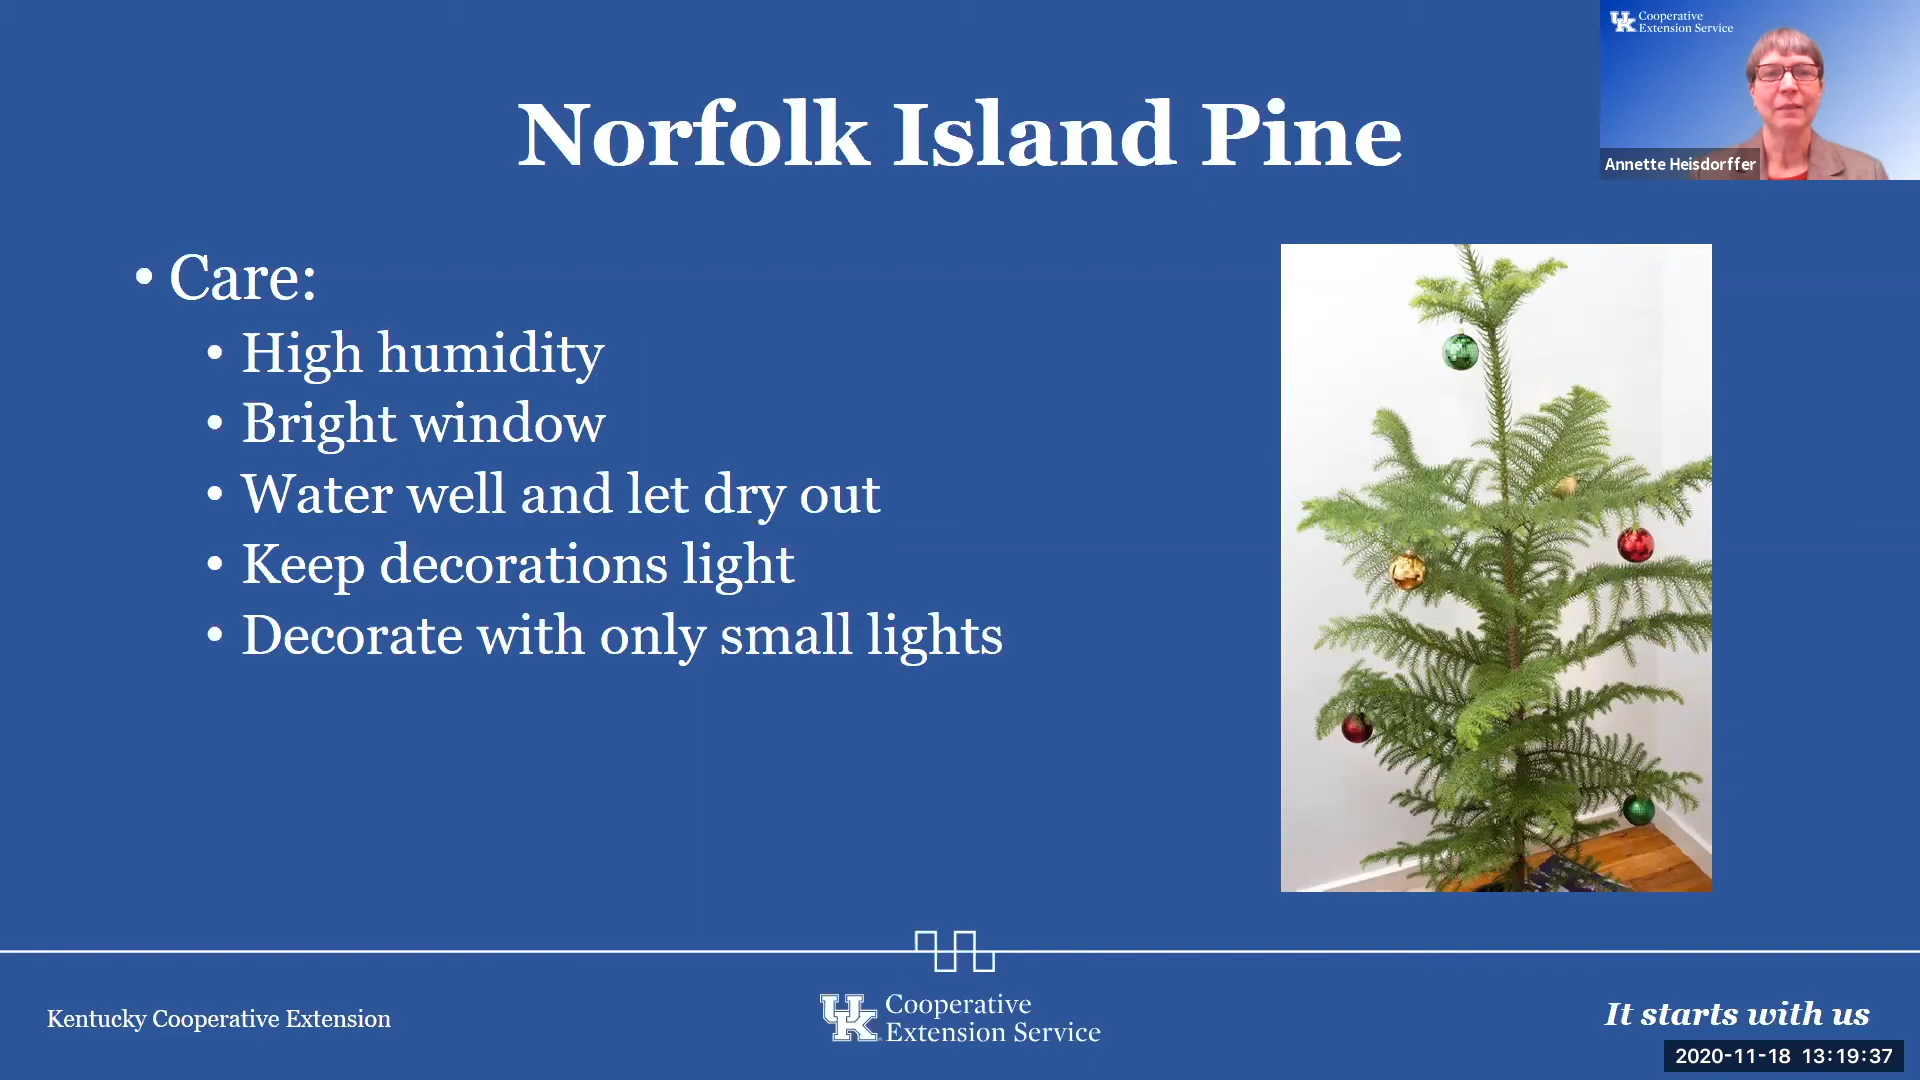 UK Cooperative
Extension Service
Norfolk Island Pine
Annette Heisdorffer
• Care:
• High humidity
• Bright window
• Water well and let dry out
• Keep decorations light
• Decorate with only small lights
Kentucky Cooperative Extension
UK Cooperative
Extension Service
It starts with us
2020-11-18 13:19:37